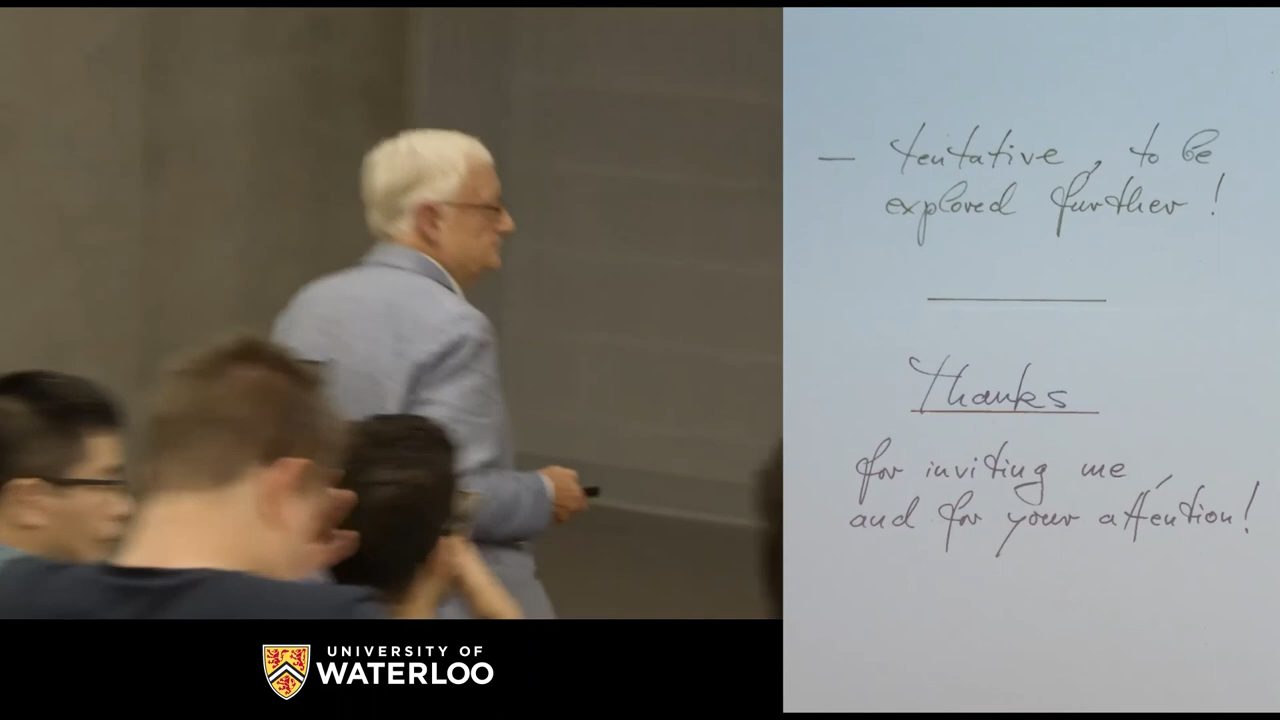 — tentative, to be
explored further!
Thanks
for inviting me
and for your attention!
UNIVERSITY OF
WATERLOO